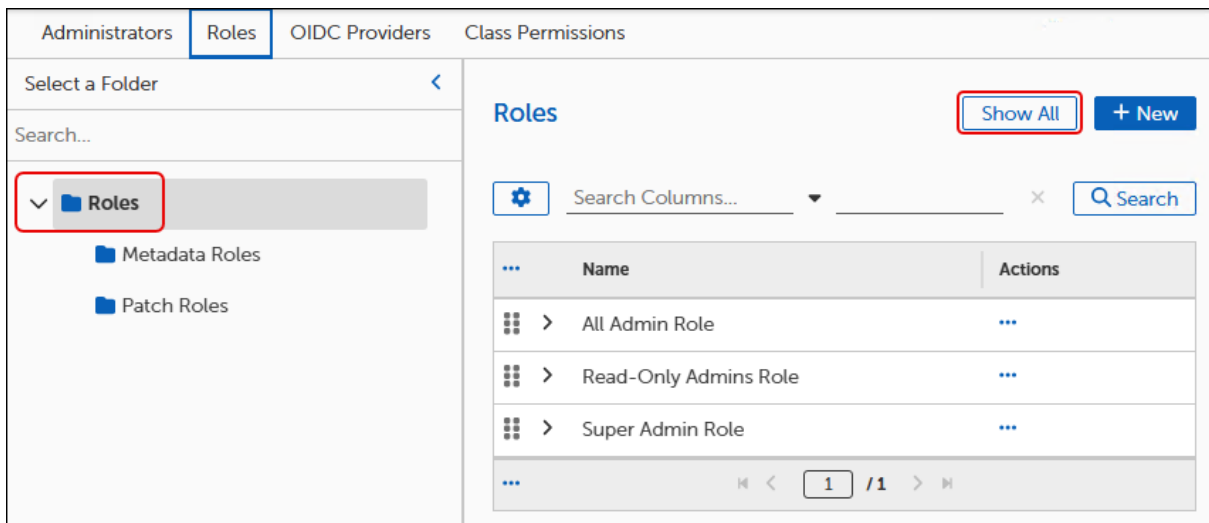 Administrators Roles OIDC Providers Class Permissions
Select a Folder
Search...
Roles
Metadata Roles
Patch Roles
Roles
Show All + New
Search Columns... Search
... Name Actions
All Admin Role ...
Read-Only Admins Role ...
Super Admin Role ...
... 1 / 1